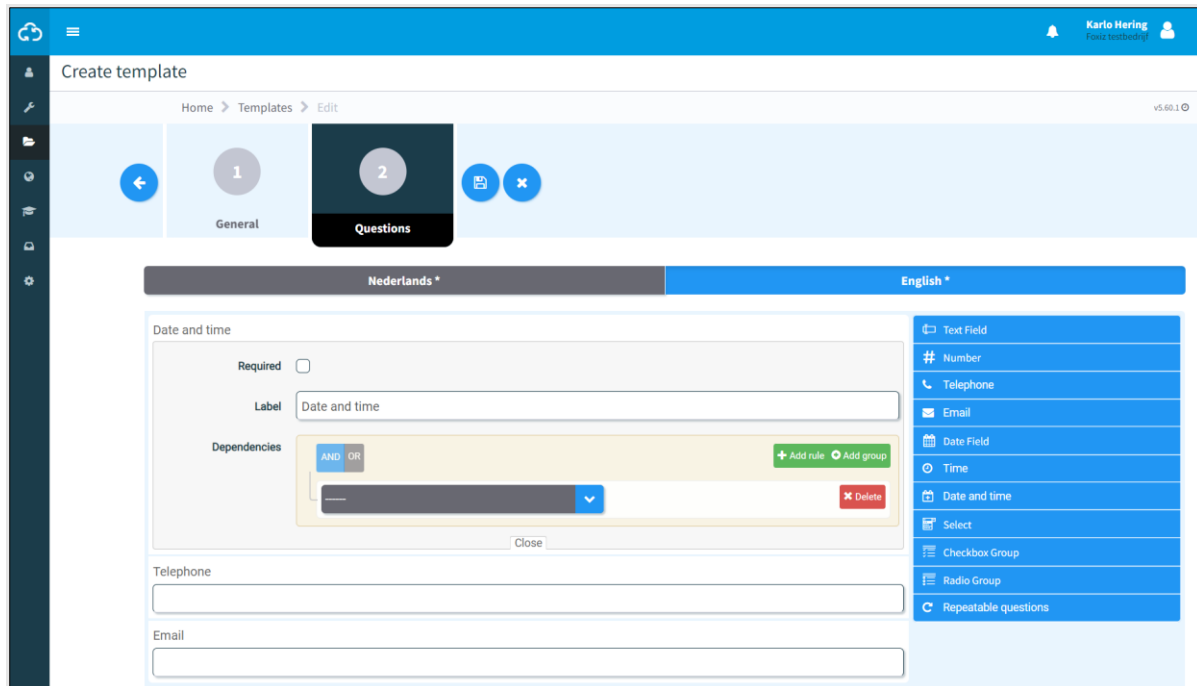 Karlo Hering
Foxiz testbedrijf
Create template
Home Templates Edit
v5.60.1
1
General
2
Questions
Nederlands *
English *
Date and time
Required
Label
Date and time
Dependencies
AND OR
Add rule Add group
Delete
Close
Telephone
Email
Text Field
Number
Telephone
Email
Date Field
Time
Date and time
Select
Checkbox Group
Radio Group
Repeatable questions